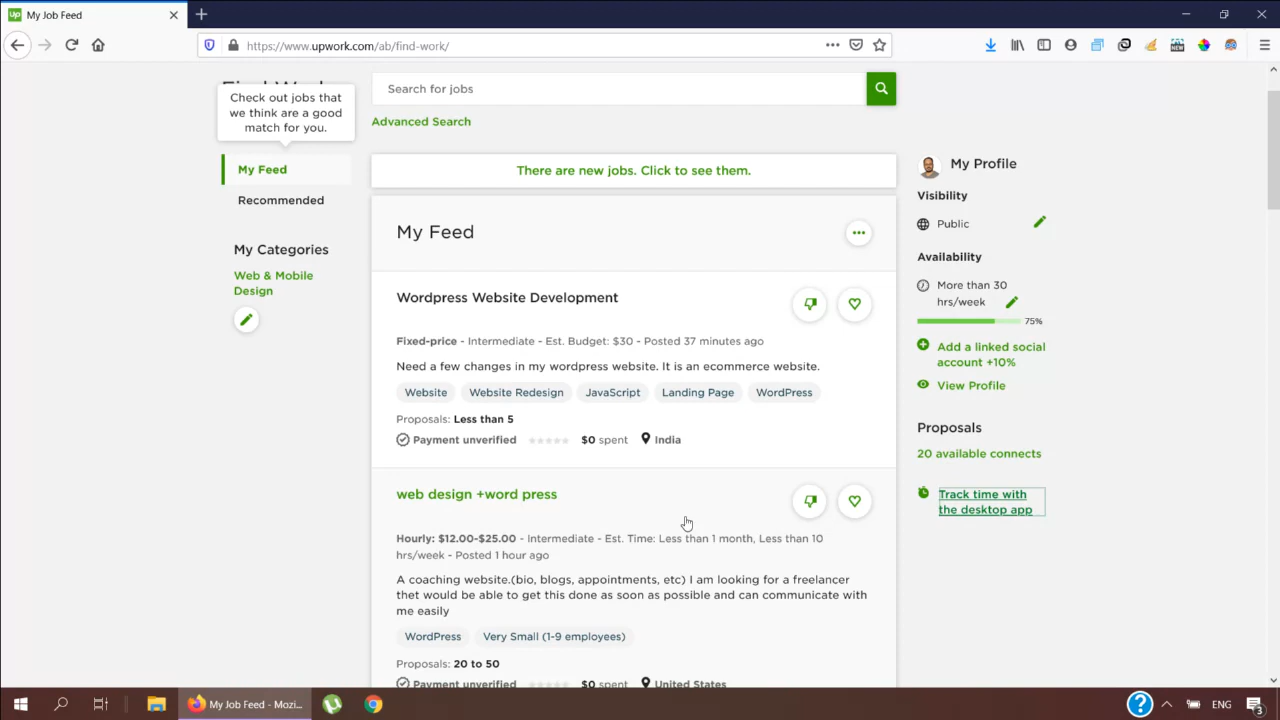 Up My Job Feed
https://www.upwork.com/ab/find-work/
Search for jobs
Advanced Search
Check out jobs that
we think are a good
match for you.
My Feed
Recommended
My Categories
Web & Mobile
Design
There are new jobs. Click to see them.
My Feed
Wordpress Website Development
Fixed-price - Intermediate - Est. Budget: $30 - Posted 37 minutes ago
Need a few changes in my wordpress website. It is an ecommerce website.
Website Website Redesign JavaScript Landing Page WordPress
Proposals: Less than 5
Payment unverified $0 spent India
web design +word press
Hourly: $12.00-$25.00 - Intermediate - Est. Time: Less than 1 month, Less than 10
hrs/week - Posted 1 hour ago
A coaching website.(bio, blogs, appointments, etc) I am looking for a freelancer
thet would be able to get this done as soon as possible and can communicate with
me easily
WordPress Very Small (1-9 employees)
Proposals: 20 to 50
Payment unverified $0 spent United States
My Profile
Visibility
Public
Availability
More than 30
hrs/week
75%
Add a linked social
account +10%
View Profile
Proposals
20 available connects
Track time with
the desktop app
My Job Feed - Mozi...
ENG
3